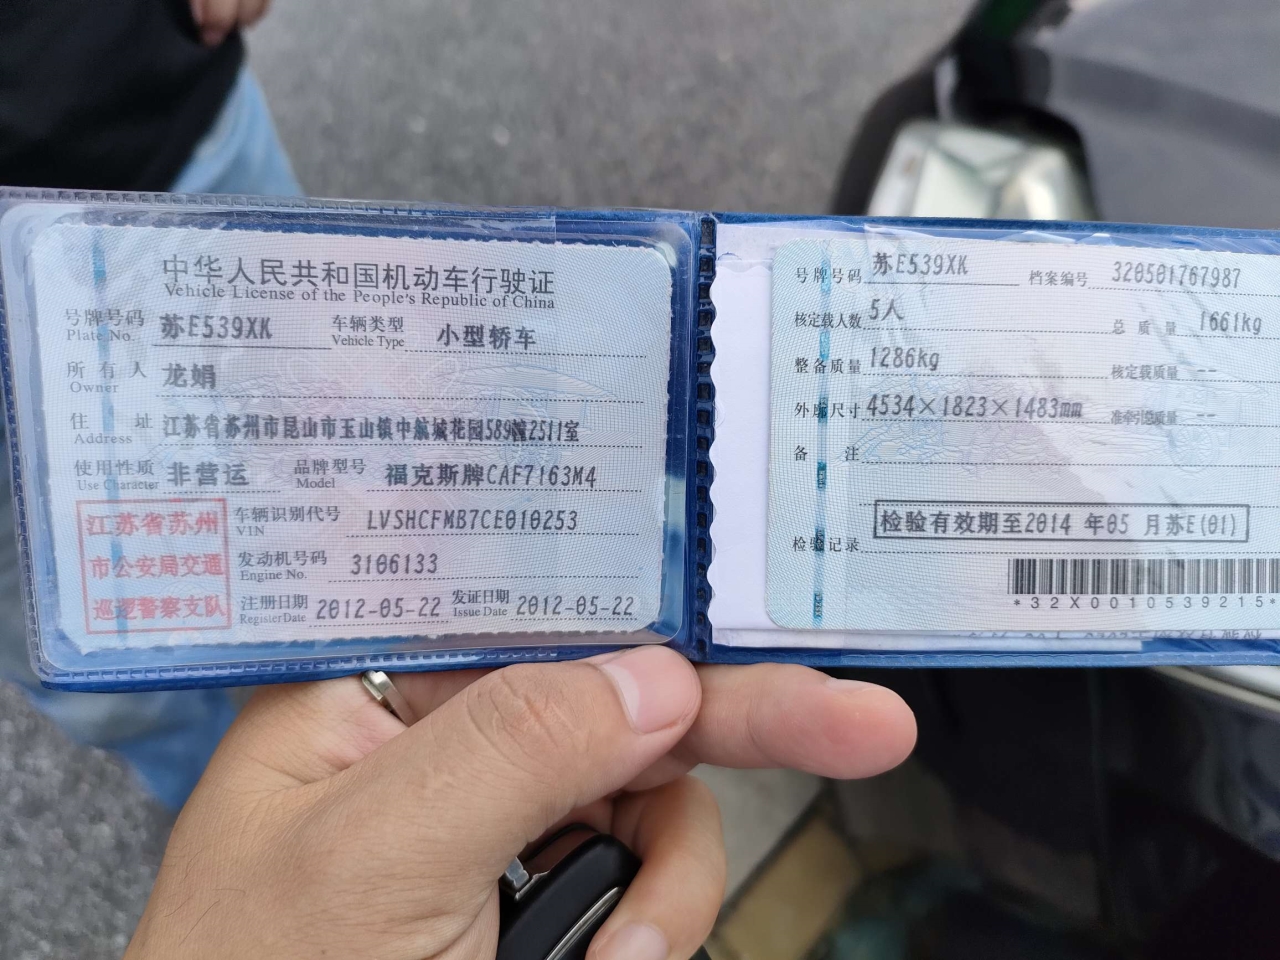 中华人民共和国机动车行驶证
Vehicle License of the People's Republic of China
号牌号码 苏E539XK 车辆类型 小型轿车
Plate No. Vehicle Type
所有人 龙娟
Owner
住址 江苏省苏州市昆山市玉山镇中航城花园589幢2511室
Address
使用性质 非营运 品牌型号 福克斯牌CAF7163M4
Use Character Model
江苏省苏州
市公安局交通
巡逻警察支队
车辆识别代号 LVSHCFMB7CE010253
VIN
发动机号码 3106133
Engine No.
注册日期 2012-05-22 发证日期 2012-05-22
Register Date Issue Date
号牌号码 苏E539XK 档案编号 320501767987
核定载人数 5人 总质量 1661kg
整备质量 1286kg 核定载质量 --
外廓尺寸 4534×1823×1483mm 准牵引总质量 --
备注
检验记录 检验有效期至2014 年05 月苏E(01)
*32X0010539215*